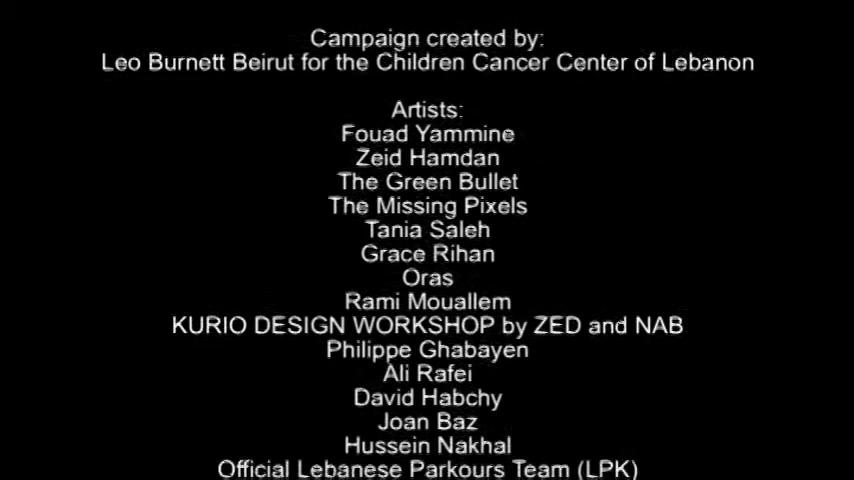 Campaign created by:
Leo Burnett Beirut for the Children Cancer Center of Lebanon
Artists:
Fouad Yammine
Zeid Hamdan
The Green Bullet
The Missing Pixels
Tania Saleh
Grace Rihan
Oras
Rami Mouallem
KURIO DESIGN WORKSHOP by ZED and NAB
Philippe Ghabayen
Ali Rafei
David Habchy
Joan Baz
Hussein Nakhal
Official Lebanese Parkours Team (LPK)